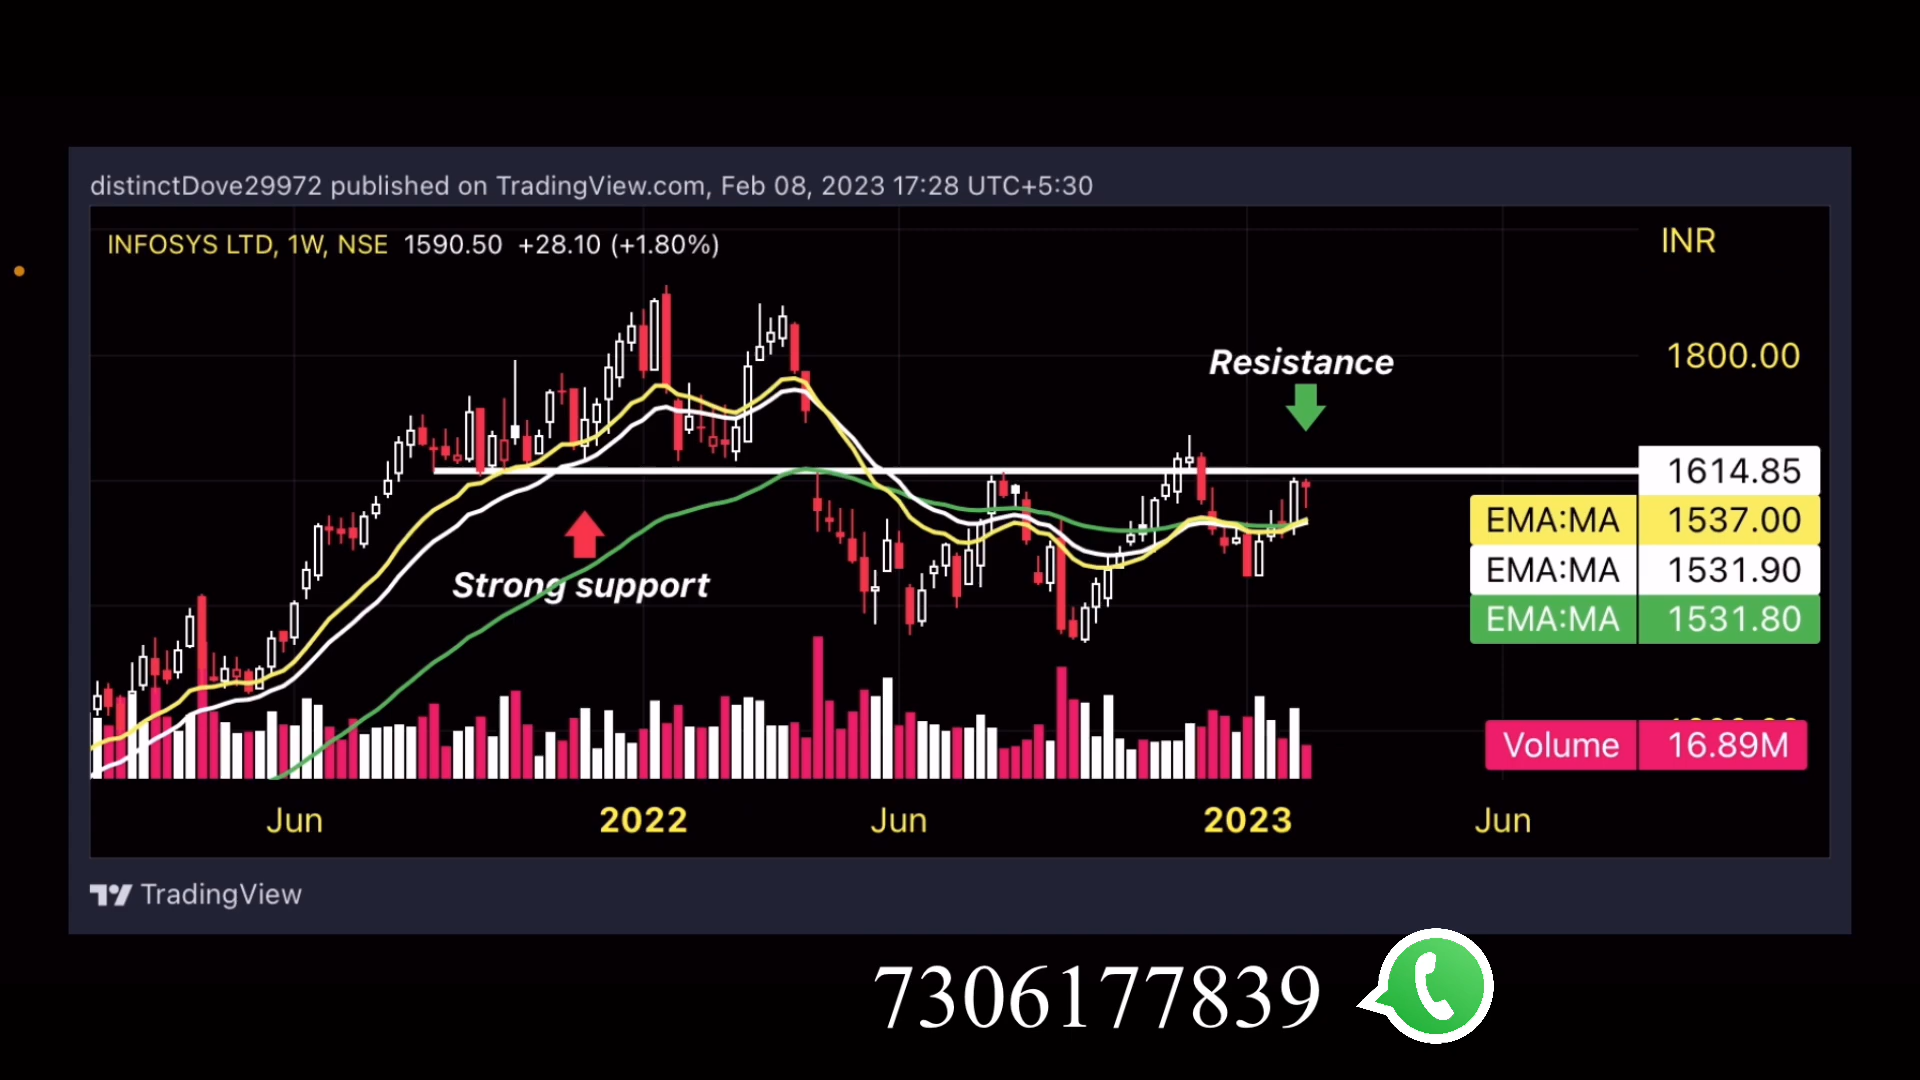 distinctDove29972 published on TradingView.com, Feb 08, 2023 17:28 UTC+5:30
INFOSYS LTD, 1W, NSE 1590.50 +28.10 (+1.80%)
INR
1800.00
Resistance
1614.85
EMA:MA 1537.00
EMA:MA 1531.90
Strong support
EMA:MA 1531.80
Volume 16.89M
Jun 2022 Jun 2023 Jun
TradingView
7306177839